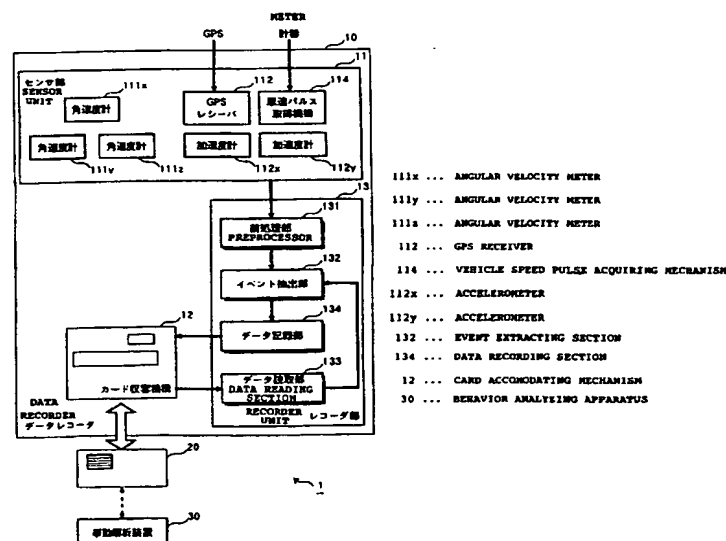 METER
GPS
計器
10
11
センサ部
SENSOR
UNIT
111x
112
114
GPS
レシーバ
車速パルス
取得機構
角速度計
角速度計
角速度計
加速度計
加速度計
111y
111z
112x
112y
13
131
前処理部
PREPROCESSOR
132
イベント抽出部
134
データ記録部
12
133
データ読取部
DATA READING
SECTION
カード収容機構
RECORDER
UNIT
レコーダ部
DATA
RECORDER
データレコーダ
20
1
30
挙動解析装置
111x ... ANGULAR VELOCITY METER
111y ... ANGULAR VELOCITY METER
111z ... ANGULAR VELOCITY METER
112 ... GPS RECEIVER
114 ... VEHICLE SPEED PULSE ACQUIRING MECHANISM
112x ... ACCELEROMETER
112y ... ACCELEROMETER
132 ... EVENT EXTRACTING SECTION
134 ... DATA RECORDING SECTION
12 ... CARD ACCOMODATING MECHANISM
30 ... BEHAVIOR ANALYZING APPARATUS